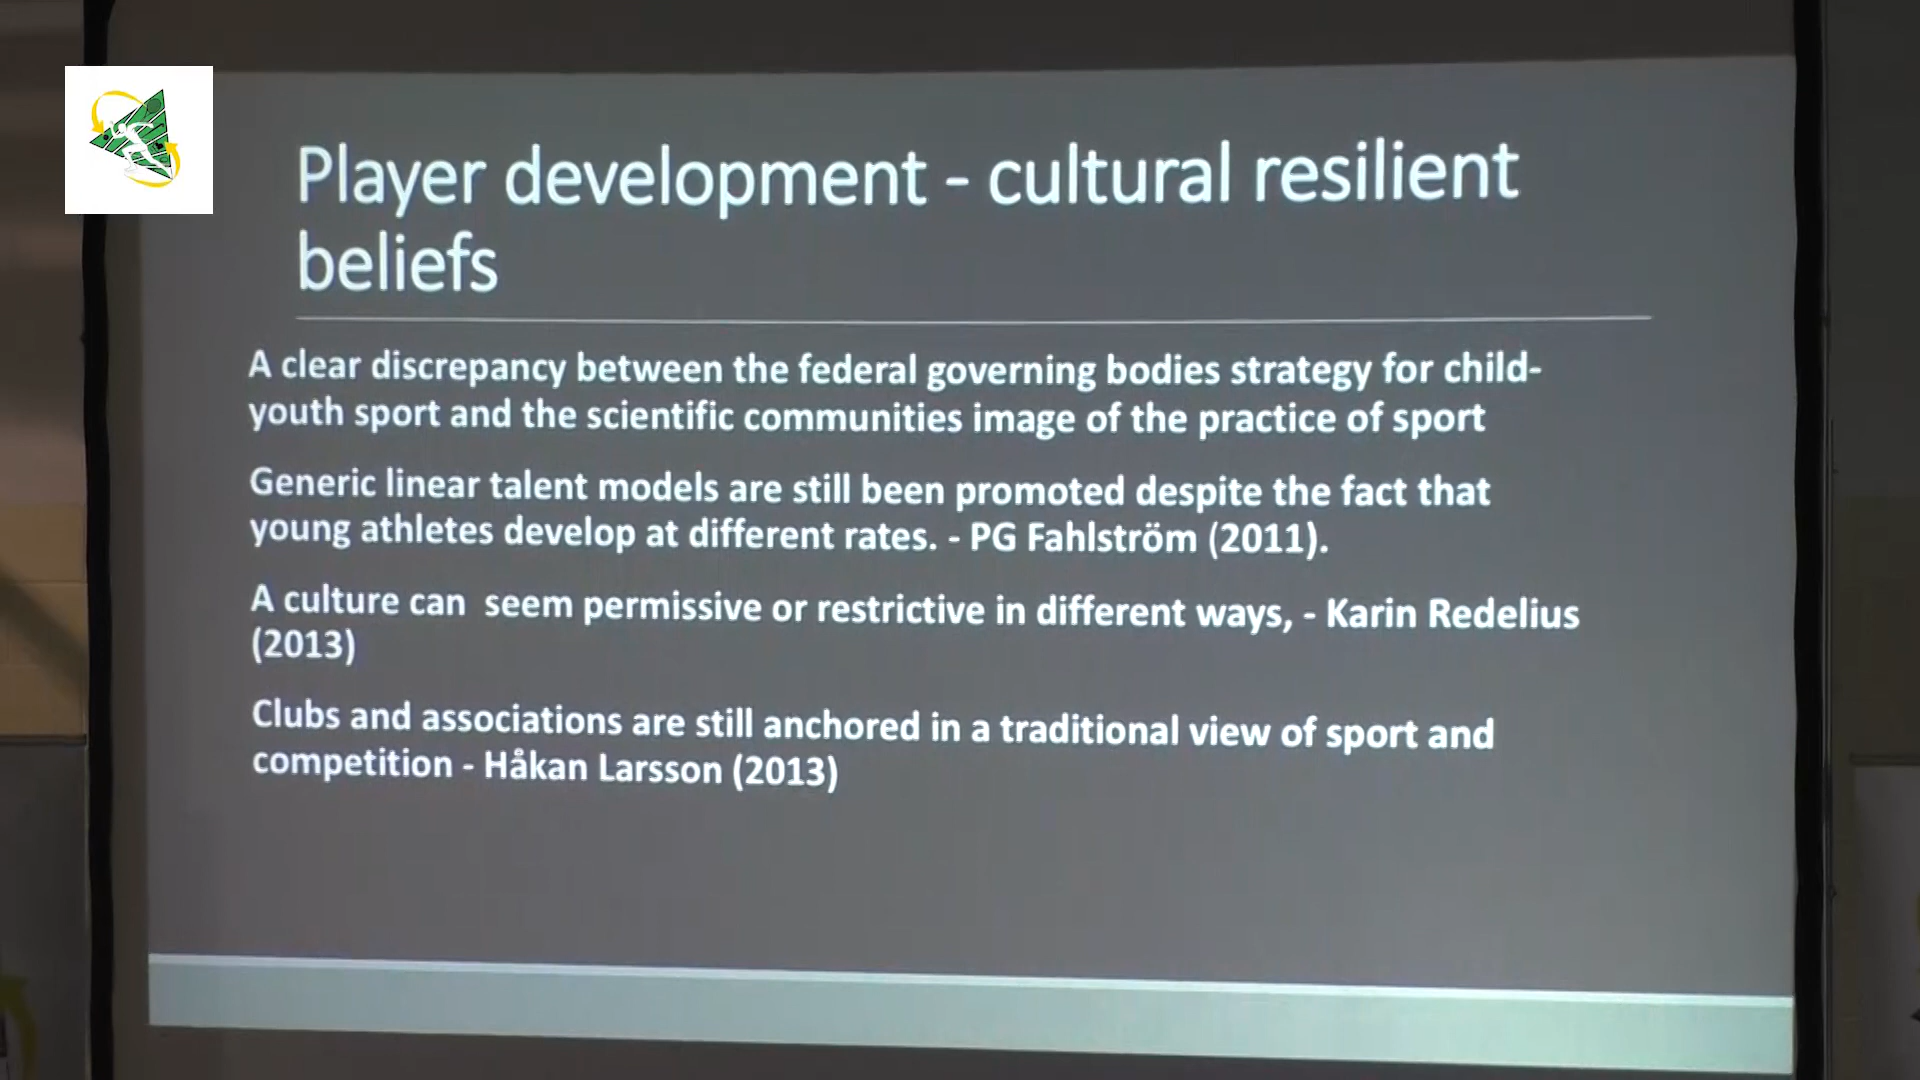 Player development - cultural resilient
beliefs
A clear discrepancy between the federal governing bodies strategy for child-
youth sport and the scientific communities image of the practice of sport
Generic linear talent models are still been promoted despite the fact that
young athletes develop at different rates. - PG Fahlström (2011).
A culture can  seem permissive or restrictive in different ways, - Karin Redelius
(2013)
Clubs and associations are still anchored in a traditional view of sport and
competition - Håkan Larsson (2013)